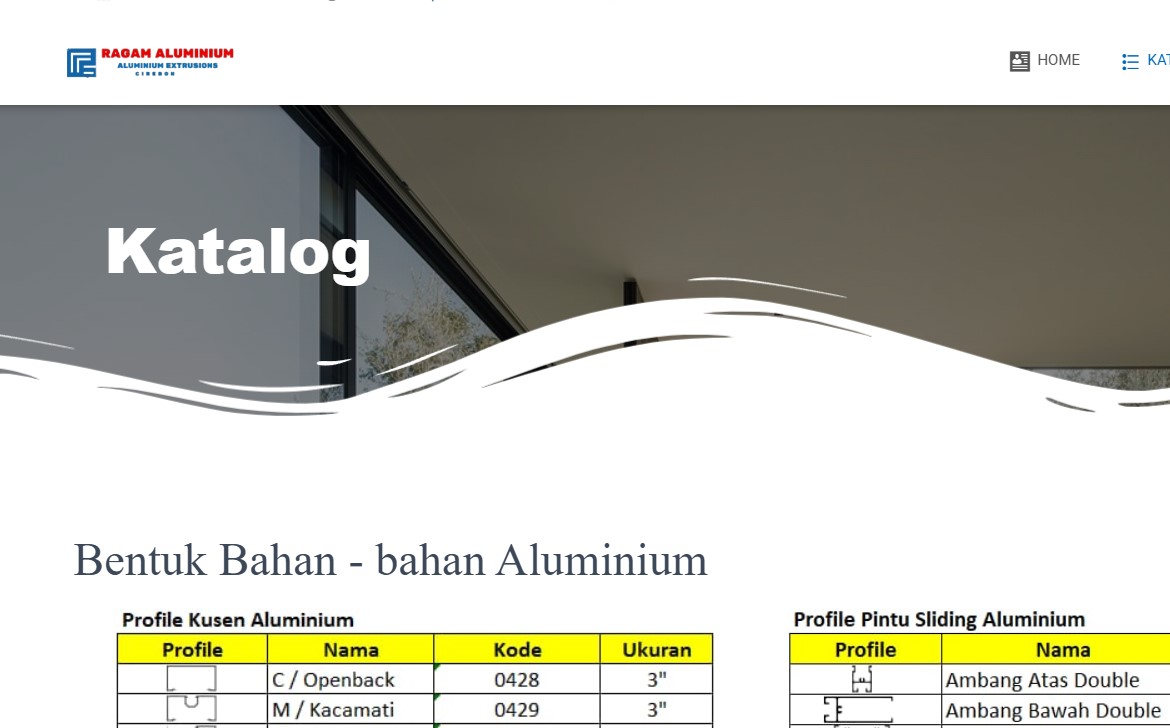 RAGAM ALUMINIUM
ALUMINIUM EXTRUSIONS
CIREBON
HOME
KAT
Katalog
Bentuk Bahan - bahan Aluminium
Profile Kusen Aluminium
Profile Nama Kode Ukuran
C / Openback 0428 3"
M / Kacamati 0429 3"
Profile Pintu Sliding Aluminium
Profile Nama
Ambang Atas Double
Ambang Bawah Double